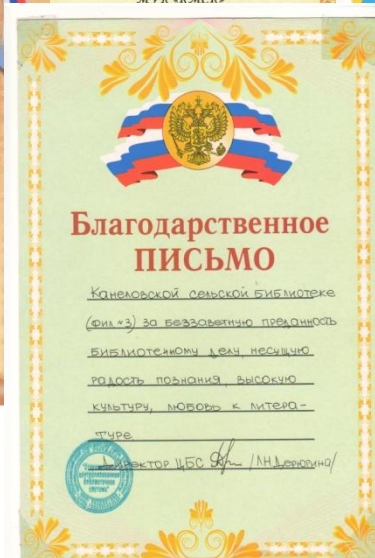 Благодарственное
ПИСЬМО
Канеловской сельской библиотеке
(фил №3) за беззаветную преданность
библиотечному делу, несущую
радость познания, высокую
культуру, любовь к литера-
туре
Директор ЦБС /Л.Н.Дерюгина/